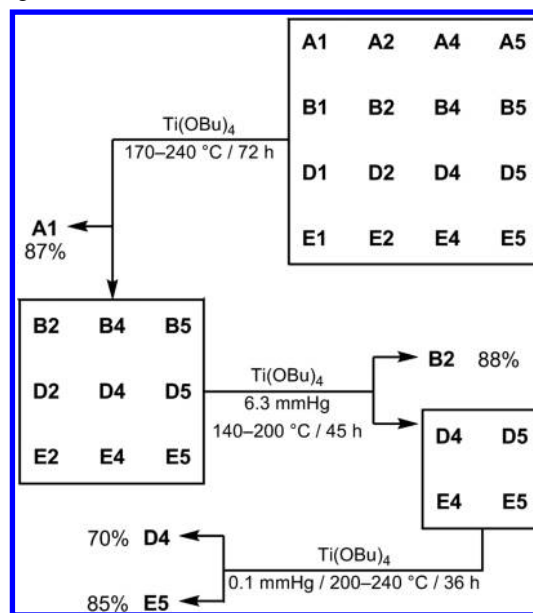 A1 A2 A4 A5
B1 B2 B4 B5
Ti(OBu)4
170–240 °C / 72 h
D1 D2 D4 D5
A1
87%
E1 E2 E4 E5
B2 B4 B5
Ti(OBu)4
B2 88%
D2 D4 D5
6.3 mmHg
140–200 °C / 45 h
D4 D5
E2 E4 E5
E4 E5
70% D4
Ti(OBu)4
0.1 mmHg / 200–240 °C / 36 h
85% E5